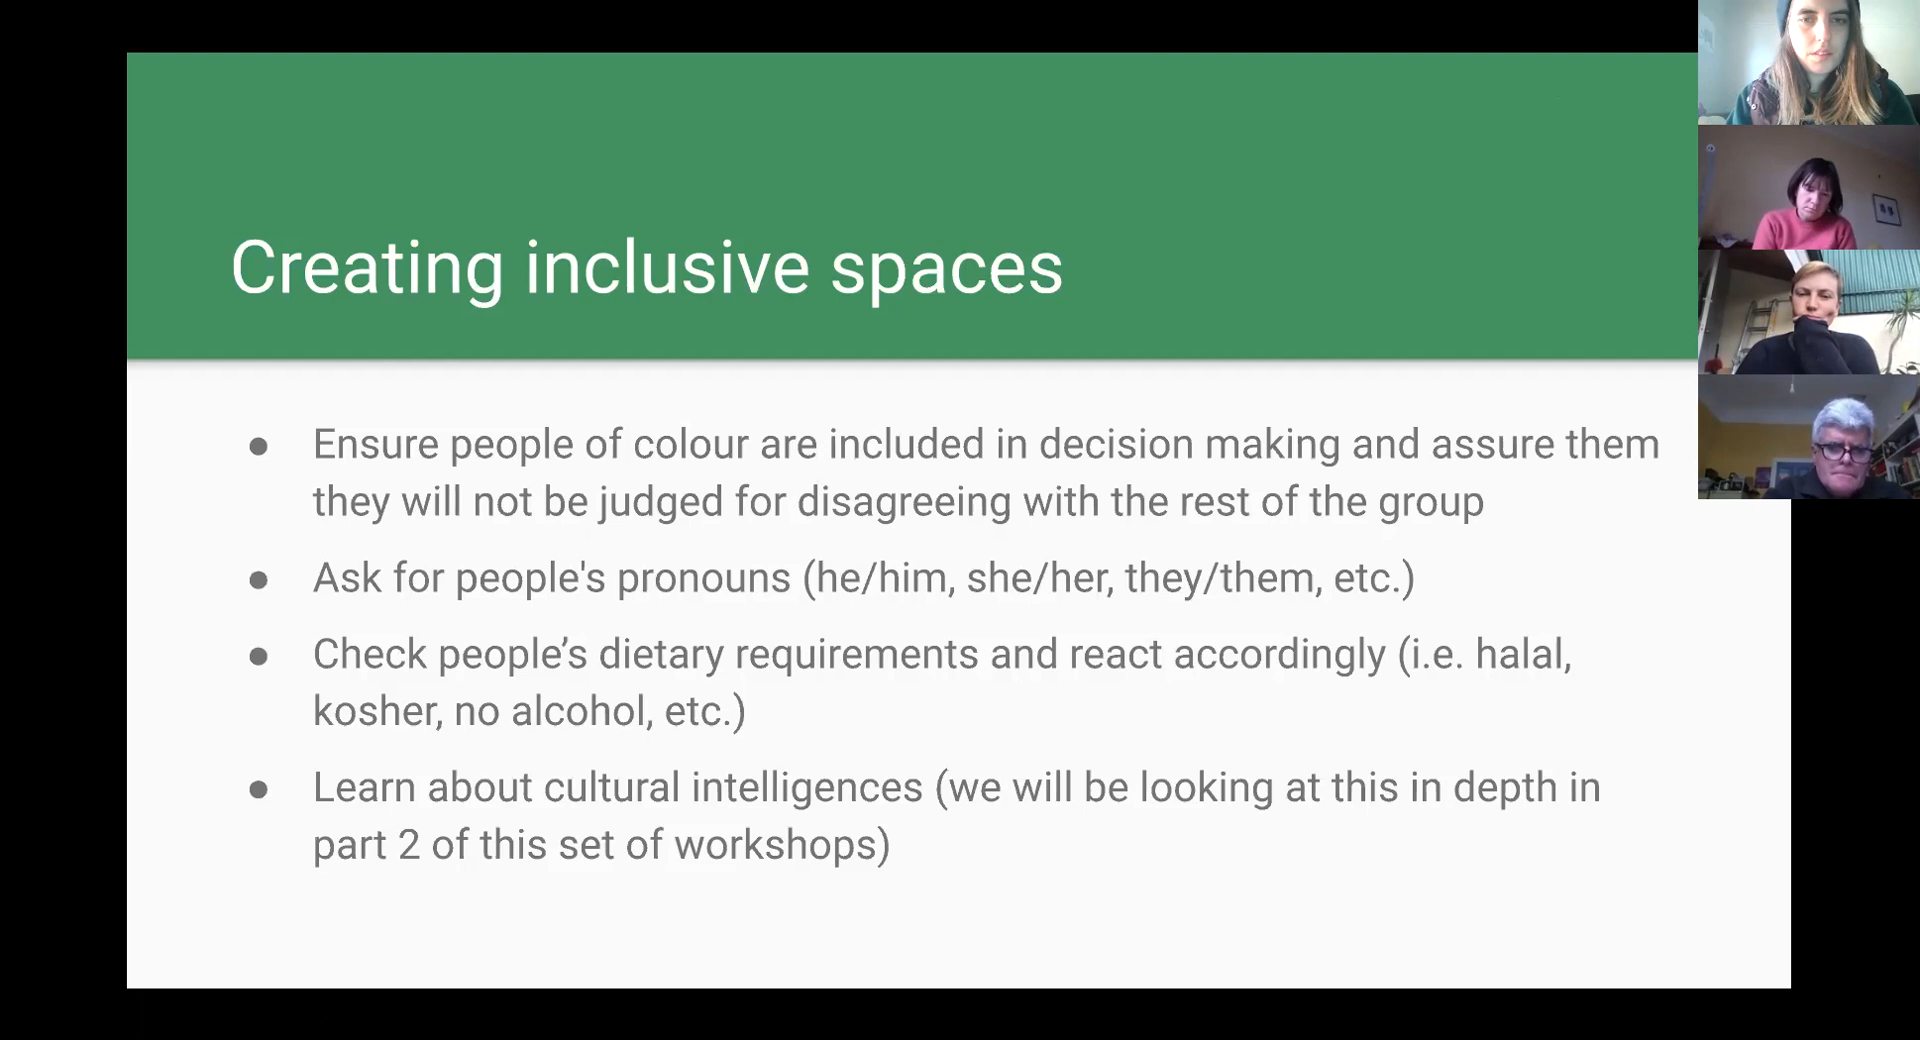 Creating inclusive spaces
● Ensure people of colour are included in decision making and assure them
they will not be judged for disagreeing with the rest of the group
● Ask for people's pronouns (he/him, she/her, they/them, etc.)
● Check people’s dietary requirements and react accordingly (i.e. halal,
kosher, no alcohol, etc.)
● Learn about cultural intelligences (we will be looking at this in depth in
part 2 of this set of workshops)